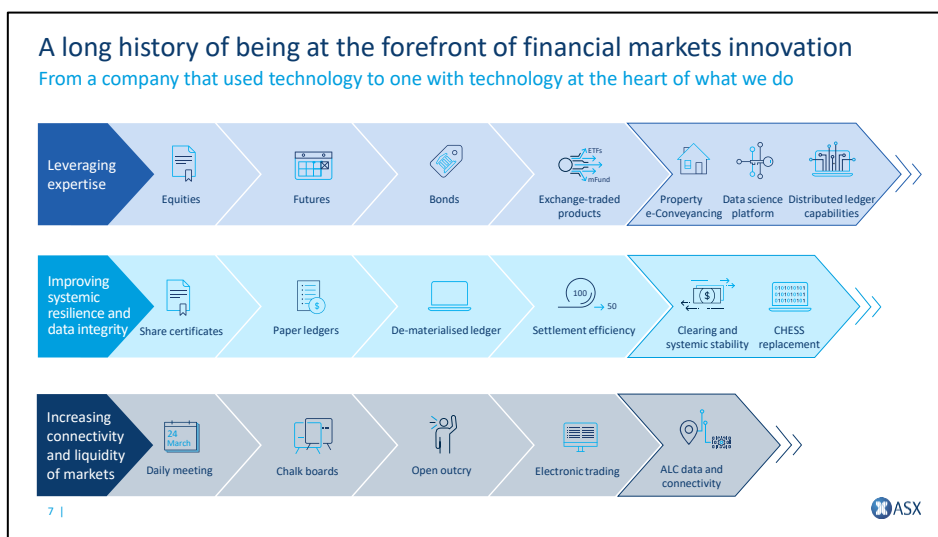 A long history of being at the forefront of financial markets innovation
From a company that used technology to one with technology at the heart of what we do
Leveraging
expertise
Equities
Futures
Bonds
ETFs
mFund
Exchange-traded
products
Property
e-Conveyancing
Data science
platform
Distributed ledger
capabilities
Improving
systemic
resilience and
data integrity
Share certificates
$
Paper ledgers
De-materialised ledger
100
50
Settlement efficiency
$
Clearing and
systemic stability
0101010101
0101010101
0101010101
CHESS
replacement
Increasing
connectivity
and liquidity
of markets
24
March
Daily meeting
Chalk boards
Open outcry
Electronic trading
ALC data and
connectivity
7 |
ASX